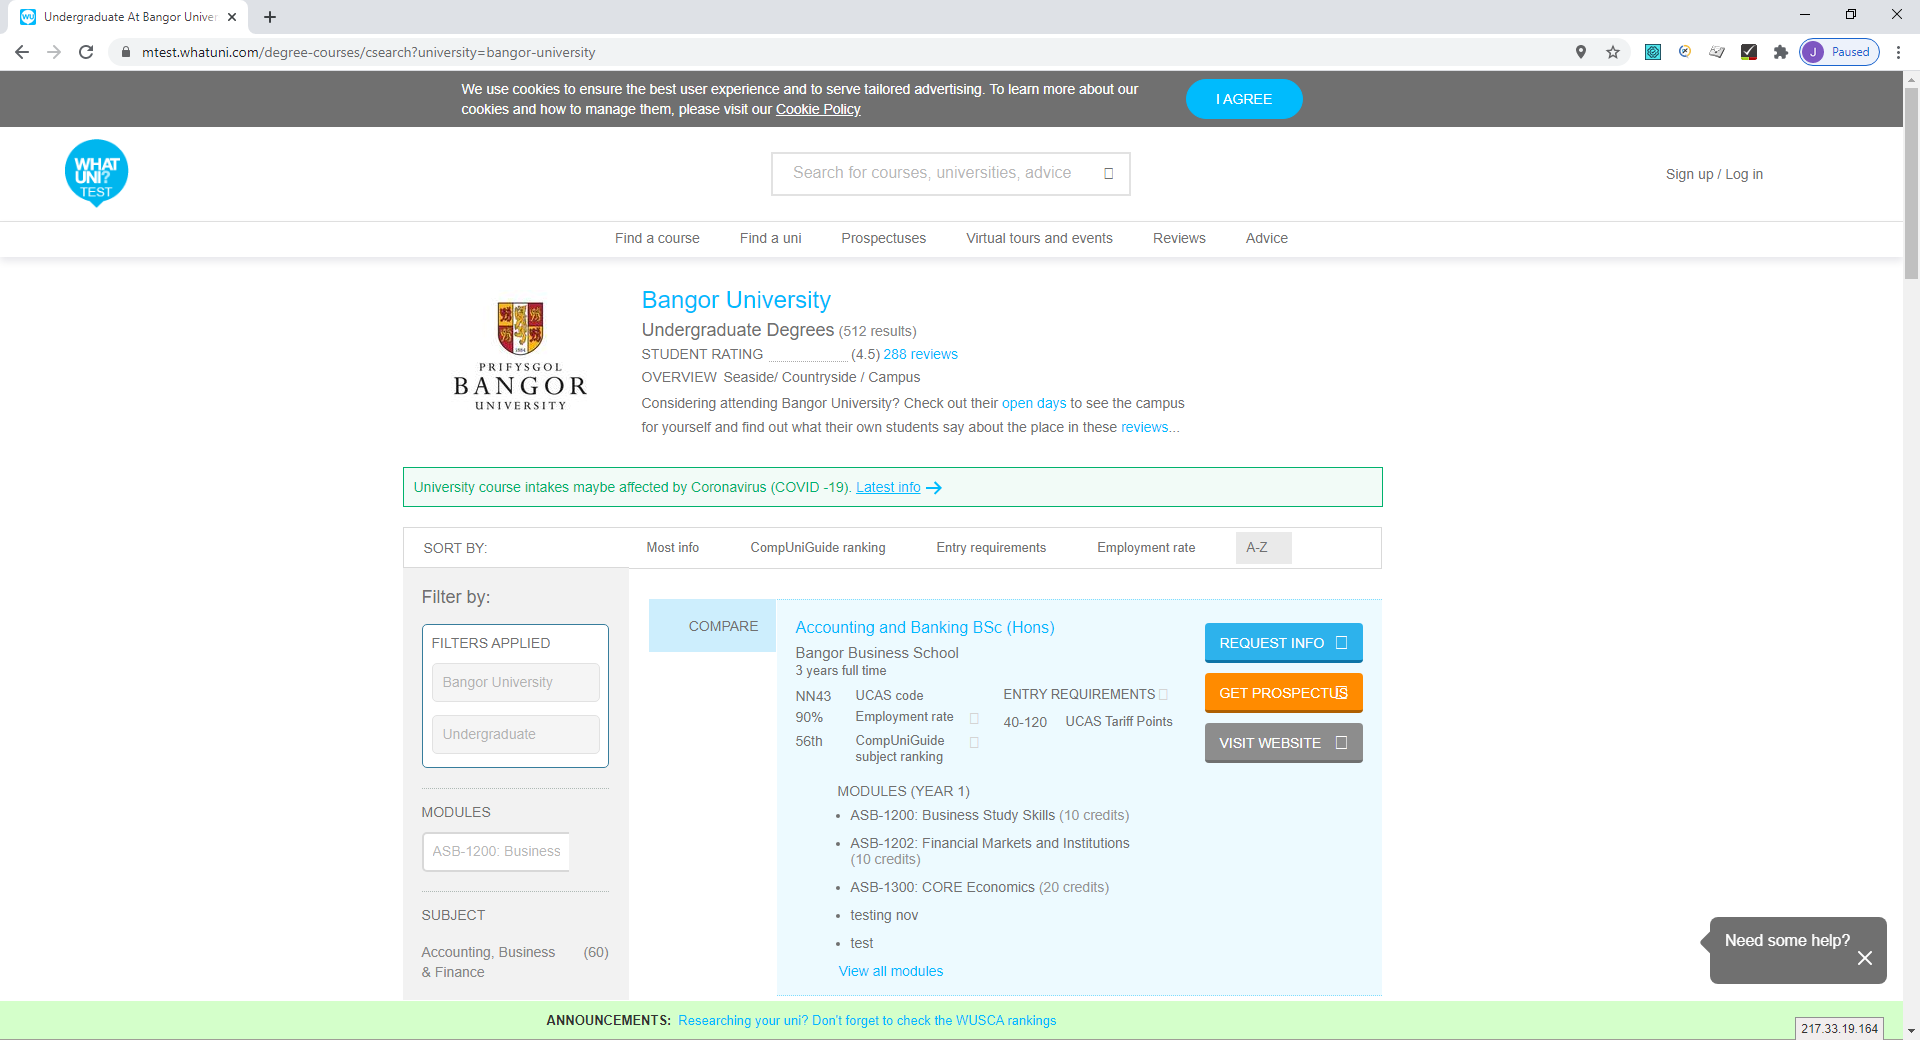 Undergraduate At Bangor Univer
mtest.whatuni.com/degree-courses/csearch?university=bangor-university
J Paused
We use cookies to ensure the best user experience and to serve tailored advertising. To learn more about our
cookies and how to manage them, please visit our Cookie Policy
I AGREE
WHAT
UNI?
TEST
Search for courses, universities, advice
Sign up / Log in
Find a course
Find a uni
Prospectuses
Virtual tours and events
Reviews
Advice
PRIFYSGOL
BANGOR
UNIVERSITY
Bangor University
Undergraduate Degrees (512 results)
STUDENT RATING (4.5) 288 reviews
OVERVIEW Seaside/ Countryside / Campus
Considering attending Bangor University? Check out their open days to see the campus
for yourself and find out what their own students say about the place in these reviews...
University course intakes maybe affected by Coronavirus (COVID -19). Latest info
SORT BY:
Most info
CompUniGuide ranking
Entry requirements
Employment rate
A-Z
Filter by:
FILTERS APPLIED
Bangor University
Undergraduate
MODULES
ASB-1200: Business
SUBJECT
Accounting, Business (60)
& Finance
COMPARE
Accounting and Banking BSc (Hons)
Bangor Business School
3 years full time
NN43 UCAS code
90% Employment rate
56th CompUniGuide
subject ranking
ENTRY REQUIREMENTS
40-120 UCAS Tariff Points
REQUEST INFO
GET PROSPECTUS
VISIT WEBSITE
MODULES (YEAR 1)
• ASB-1200: Business Study Skills (10 credits)
• ASB-1202: Financial Markets and Institutions
(10 credits)
• ASB-1300: CORE Economics (20 credits)
• testing nov
• test
View all modules
Need some help?
ANNOUNCEMENTS: Researching your uni? Don't forget to check the WUSCA rankings
217.33.19.164